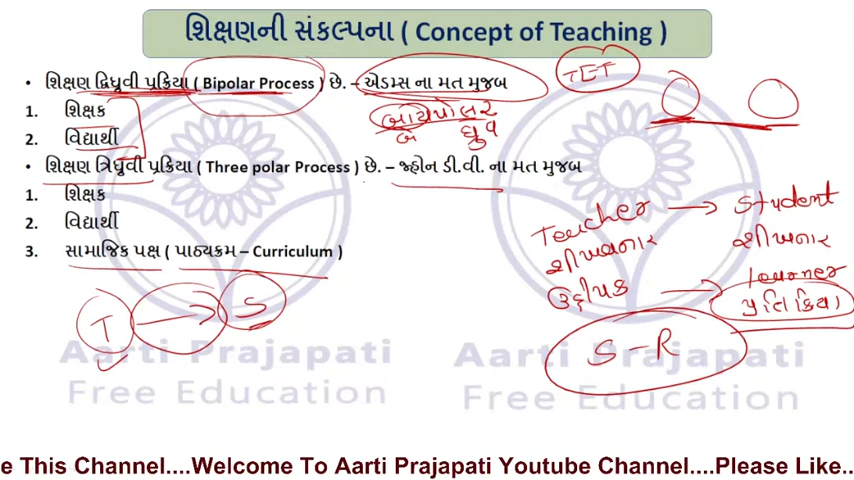 શિક્ષણની સંકલ્પના ( Concept of Teaching )
• શિક્ષણ દ્વિધ્રુવી પ્રક્રિયા ( Bipolar Process ) છે. – એડમ્સ ના મત મુજબ
TET
1. શિક્ષક
બાયપોલર
2. વિદ્યાર્થી
બે ધ્રુવ
• શિક્ષણ ત્રિધ્રુવી પ્રક્રિયા ( Three polar Process ) છે. – જ્હોન ડી.વી. ના મત મુજબ
1. શિક્ષક
2. વિદ્યાર્થી
3. સામાજિક પક્ષ ( પાઠ્યક્રમ – Curriculum )
Teacher → Student
શીખવનાર શીખનાર
learner
ઉદ્દીપક → પ્રતિક્રિયા
T → S
S – R
Aarti Prajapati
Free Education
Aarti Prajapati
Free Education
e This Channel....Welcome To Aarti Prajapati Youtube Channel....Please Like..